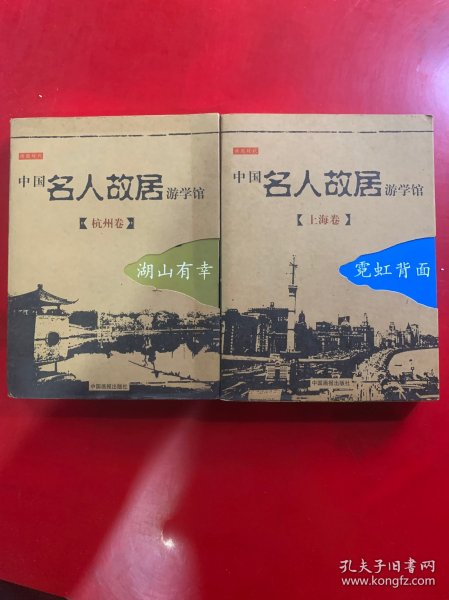 中国名人故居游学馆
【杭州卷】
湖山有幸
中国画报出版社
中国名人故居游学馆
【上海卷】
霓虹背面
中国画报出版社
孔夫子旧书网
www.kongfz.com